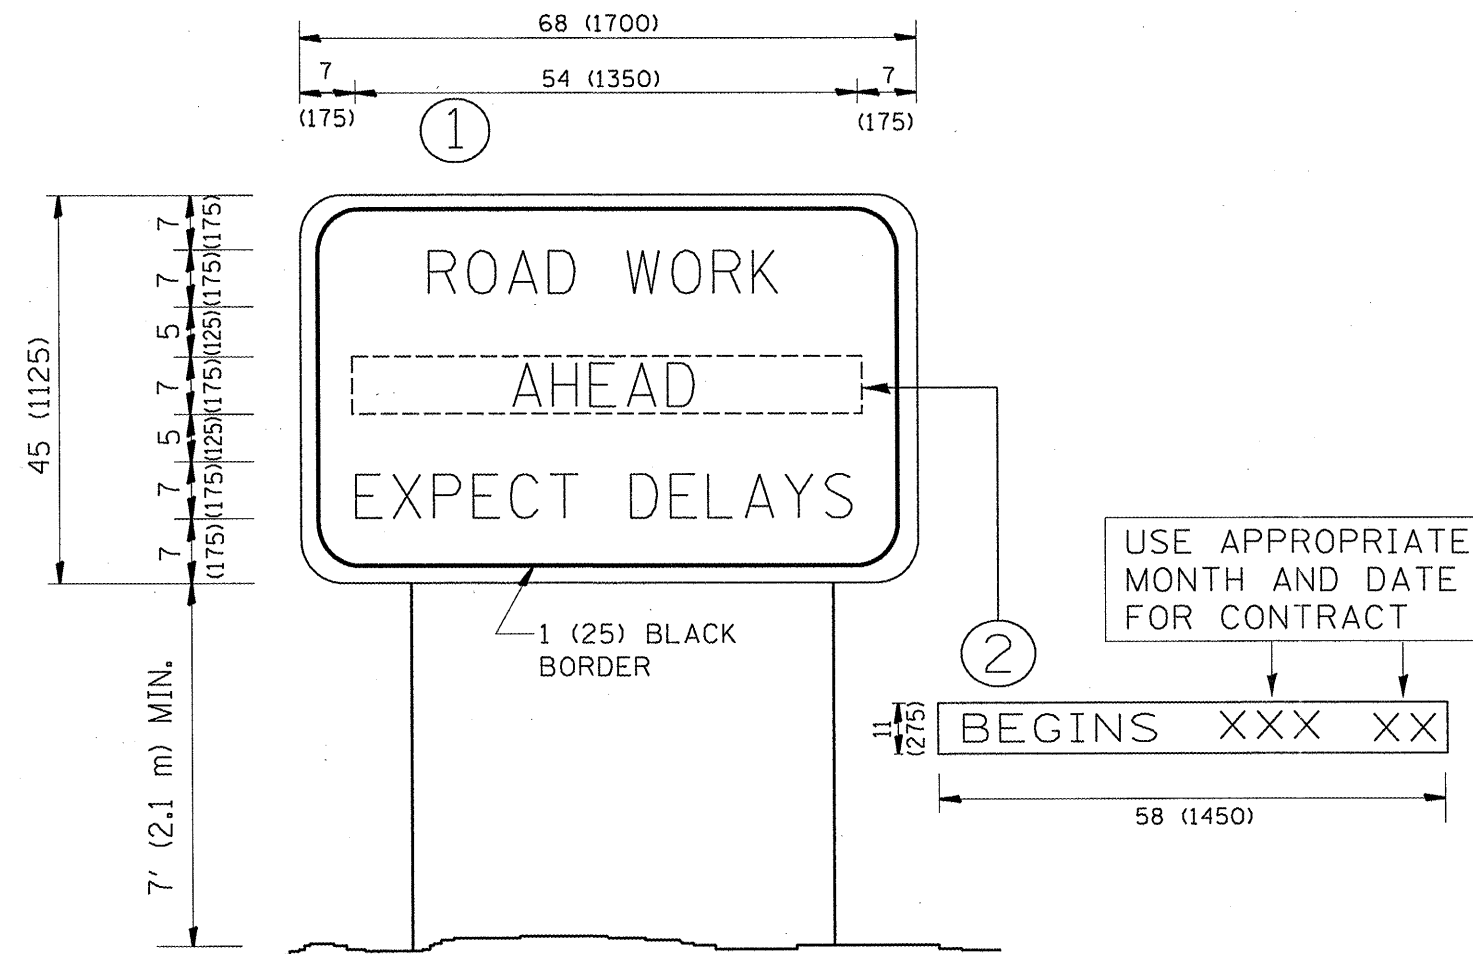 68 (1700)
7
54 (1350)
7
(175)
(175)
1
45 (1125)
7 (175)
7 (175)
5 (125)
7 (175)
5 (125)
7 (175)
7 (175)
ROAD WORK
AHEAD
EXPECT DELAYS
1 (25) BLACK
BORDER
7' (2.1 m) MIN.
2
USE APPROPRIATE
MONTH AND DATE
FOR CONTRACT
11
(275)
BEGINS XXX XX
58 (1450)